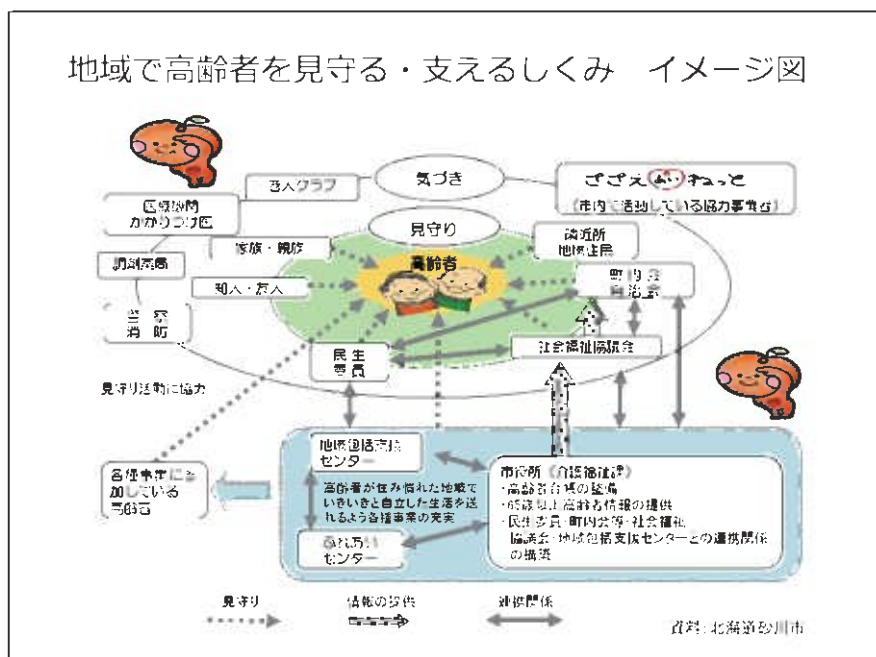 地域で高齢者を見守る・支えるしくみ　イメージ図
気づき
ささえあいねっと
(市内で活動している協力事業者)
老人クラブ
医療機関
かかりつけ医
見守り
隣近所
地域住民
家族・親族
高齢者
調剤薬局
町内会
自治会
知人・友人
警察
消防
民生
委員
社会福祉協議会
見守り活動に協力
地域包括支援
センター
市役所（介護福祉課）
・高齢者台帳の整備
・65歳以上高齢者情報の提供
・民生委員・町内会等・社会福祉
協議会・地域包括支援センターとの連携関係
の構築
各種事業に参
加している
高齢者
高齢者が住み慣れた地域で
いきいきと自立した生活を送
れるよう各種事業の充実
ふれあい
センター
見守り
情報の提供
連携関係
資料：北海道砂川市